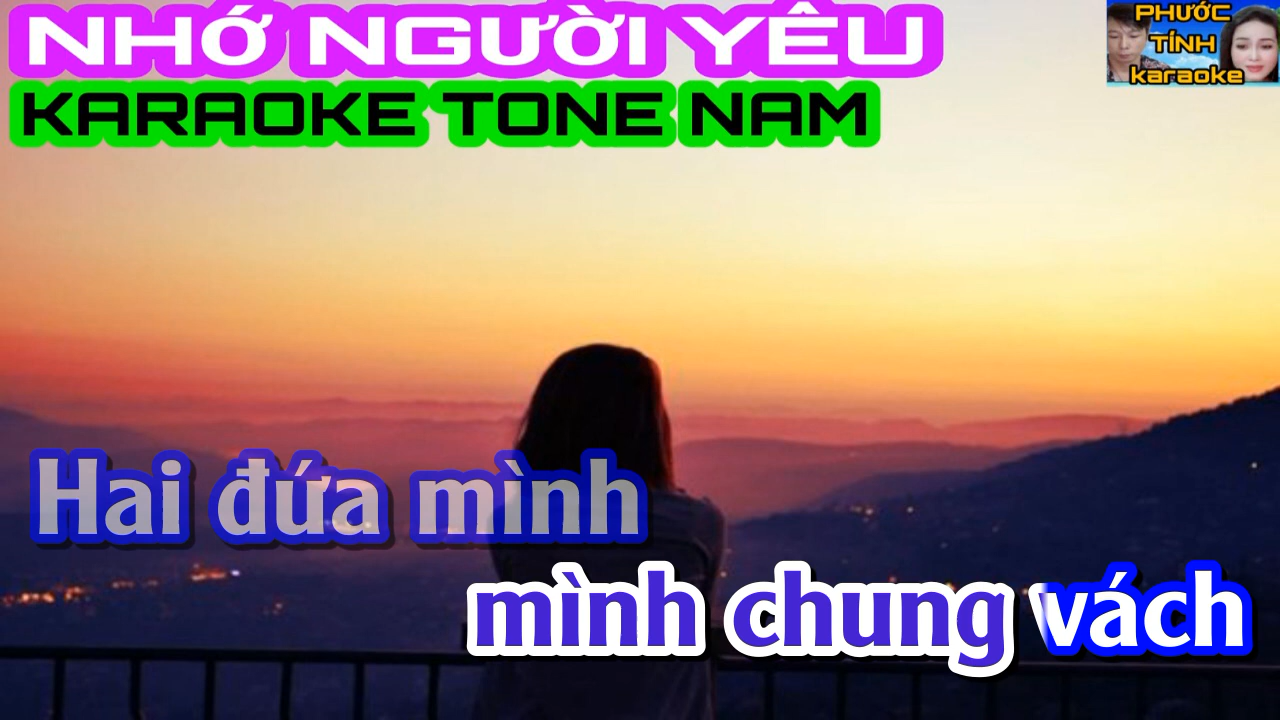 NHỚ NGƯỜI YÊU
KARAOKE TONE NAM
PHƯỚC
TÍNH
karaoke
Hai đứa mình
mình chung vách